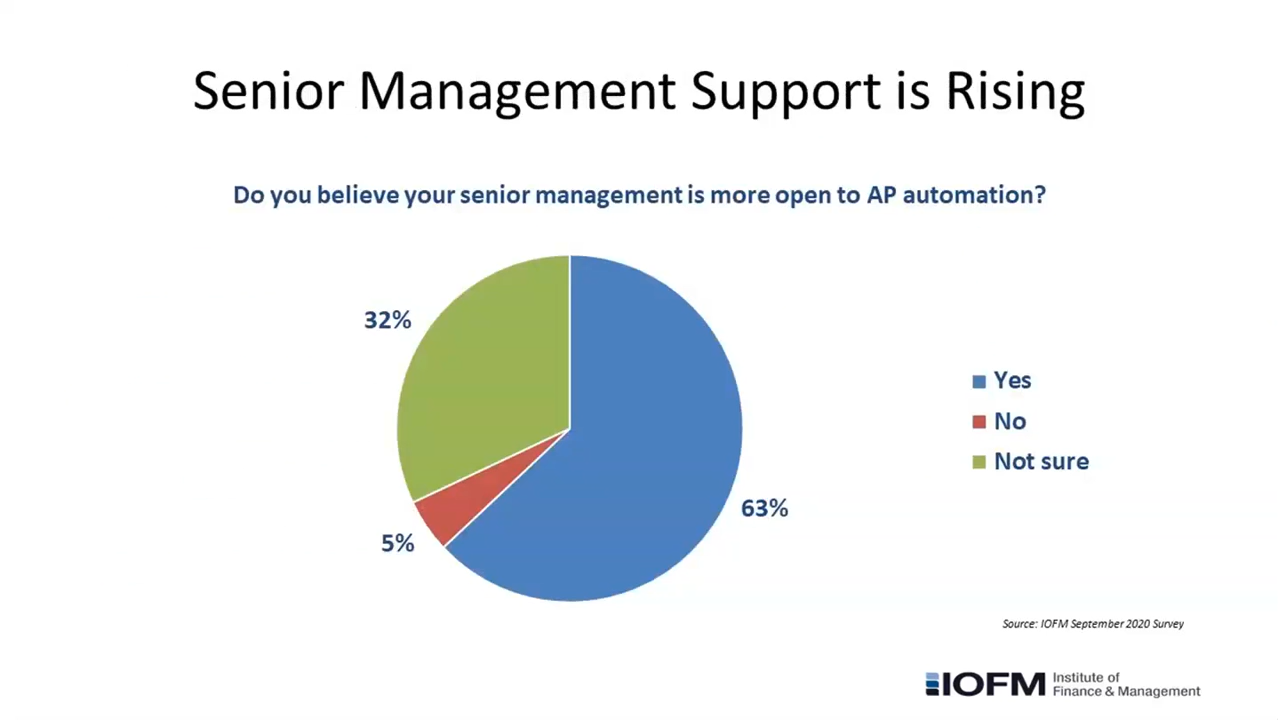 Senior Management Support is Rising
Do you believe your senior management is more open to AP automation?
32%
5%
63%
Yes
No
Not sure
Source: IOFM September 2020 Survey
IOFM
Institute of
Finance & Management